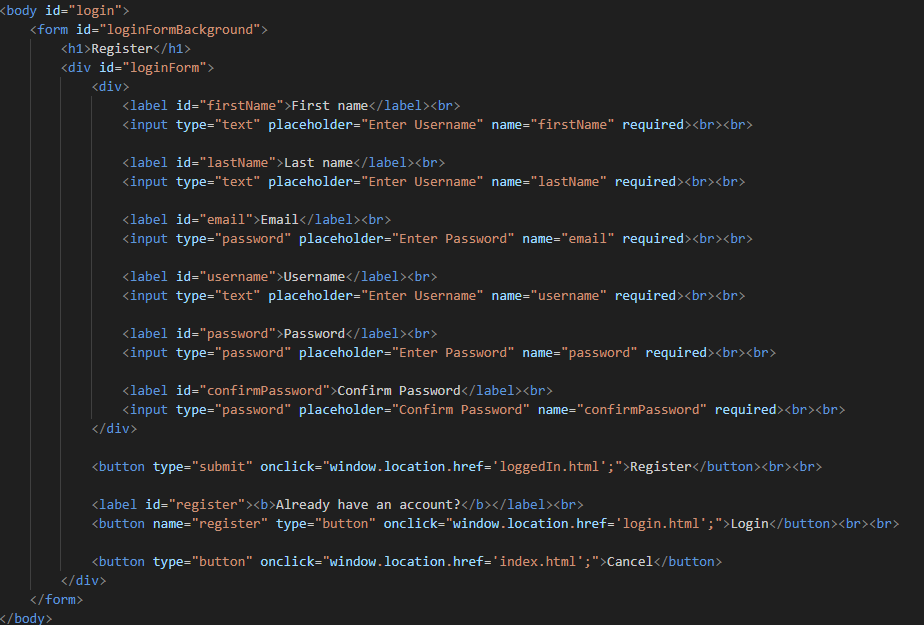 <body id="login">
<form id="loginFormBackground">
<h1>Register</h1>
<div id="loginForm">
<div>
<label id="firstName">First name</label><br>
<input type="text" placeholder="Enter Username" name="firstName" required><br><br>
<label id="lastName">Last name</label><br>
<input type="text" placeholder="Enter Username" name="lastName" required><br><br>
<label id="email">Email</label><br>
<input type="password" placeholder="Enter Password" name="email" required><br><br>
<label id="username">Username</label><br>
<input type="text" placeholder="Enter Username" name="username" required><br><br>
<label id="password">Password</label><br>
<input type="password" placeholder="Enter Password" name="password" required><br><br>
<label id="confirmPassword">Confirm Password</label><br>
<input type="password" placeholder="Confirm Password" name="confirmPassword" required><br><br>
</div>
<button type="submit" onclick="window.location.href='loggedIn.html';">Register</button><br><br>
<label id="register"><b>Already have an account?</b></label><br>
<button name="register" type="button" onclick="window.location.href='login.html';">Login</button><br><br>
<button type="button" onclick="window.location.href='index.html';">Cancel</button>
</div>
</form>
</body>